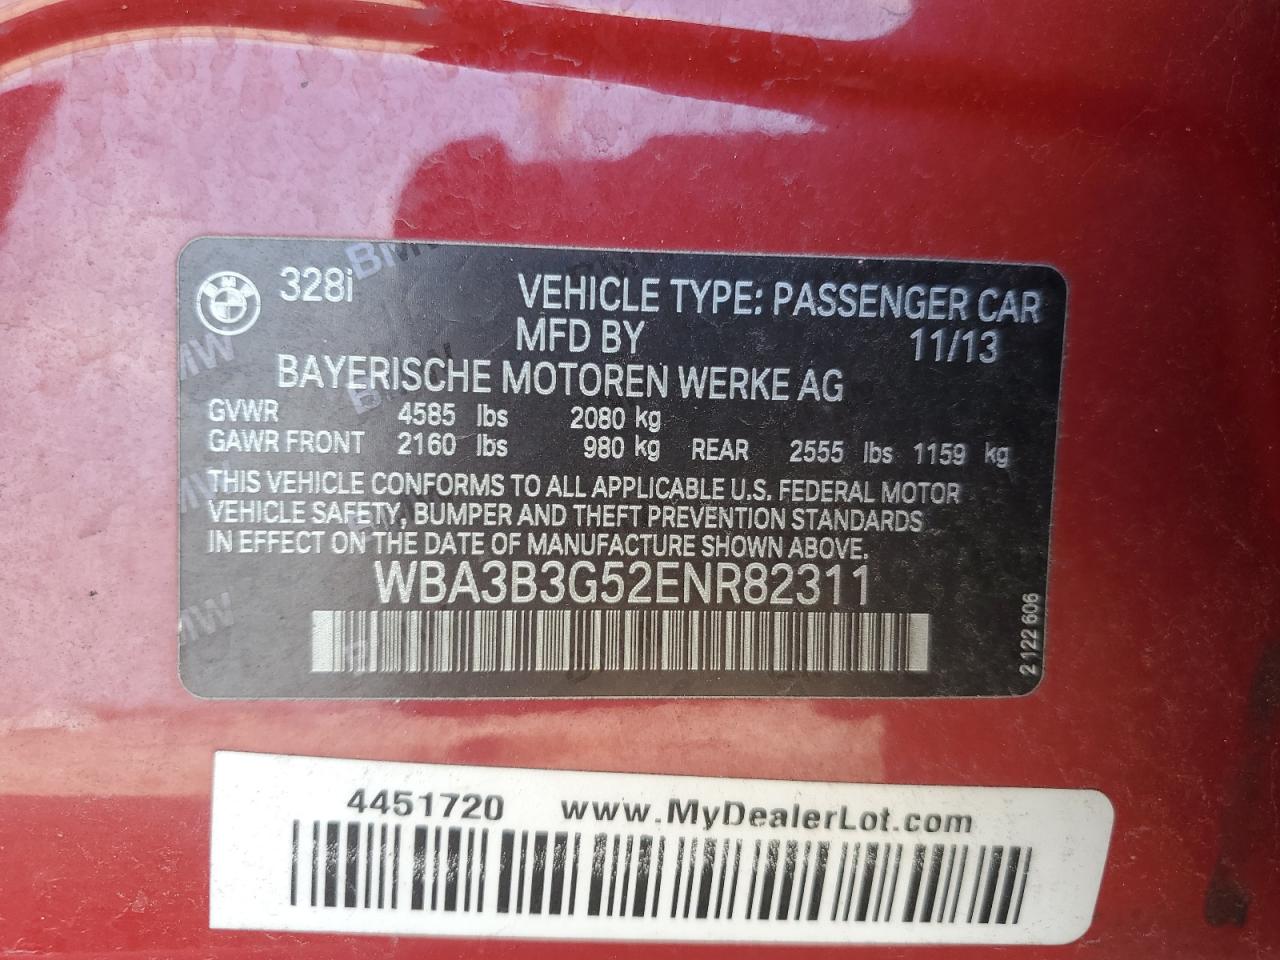 328i VEHICLE TYPE: PASSENGER CAR
MFD BY 11/13
BAYERISCHE MOTOREN WERKE AG
GVWR 4585 lbs 2080 kg
GAWR FRONT 2160 lbs 980 kg REAR 2555 lbs 1159 kg
THIS VEHICLE CONFORMS TO ALL APPLICABLE U.S. FEDERAL MOTOR
VEHICLE SAFETY, BUMPER AND THEFT PREVENTION STANDARDS
IN EFFECT ON THE DATE OF MANUFACTURE SHOWN ABOVE.
WBA3B3G52ENR82311
2 122 606
4451720 www.MyDealerLot.com